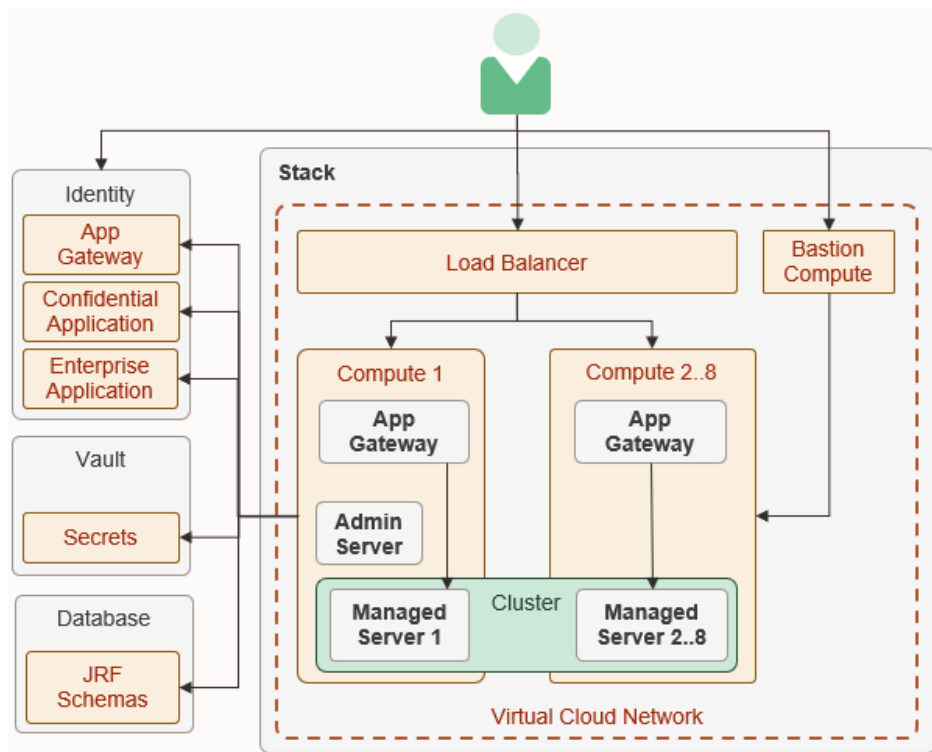 Stack
Identity
App
Gateway
Confidential
Application
Enterprise
Application
Vault
Secrets
Database
JRF
Schemas
Load Balancer
Bastion
Compute
Compute 1
App
Gateway
Admin
Server
Compute 2..8
App
Gateway
Cluster
Managed
Server 1
Managed
Server 2..8
Virtual Cloud Network